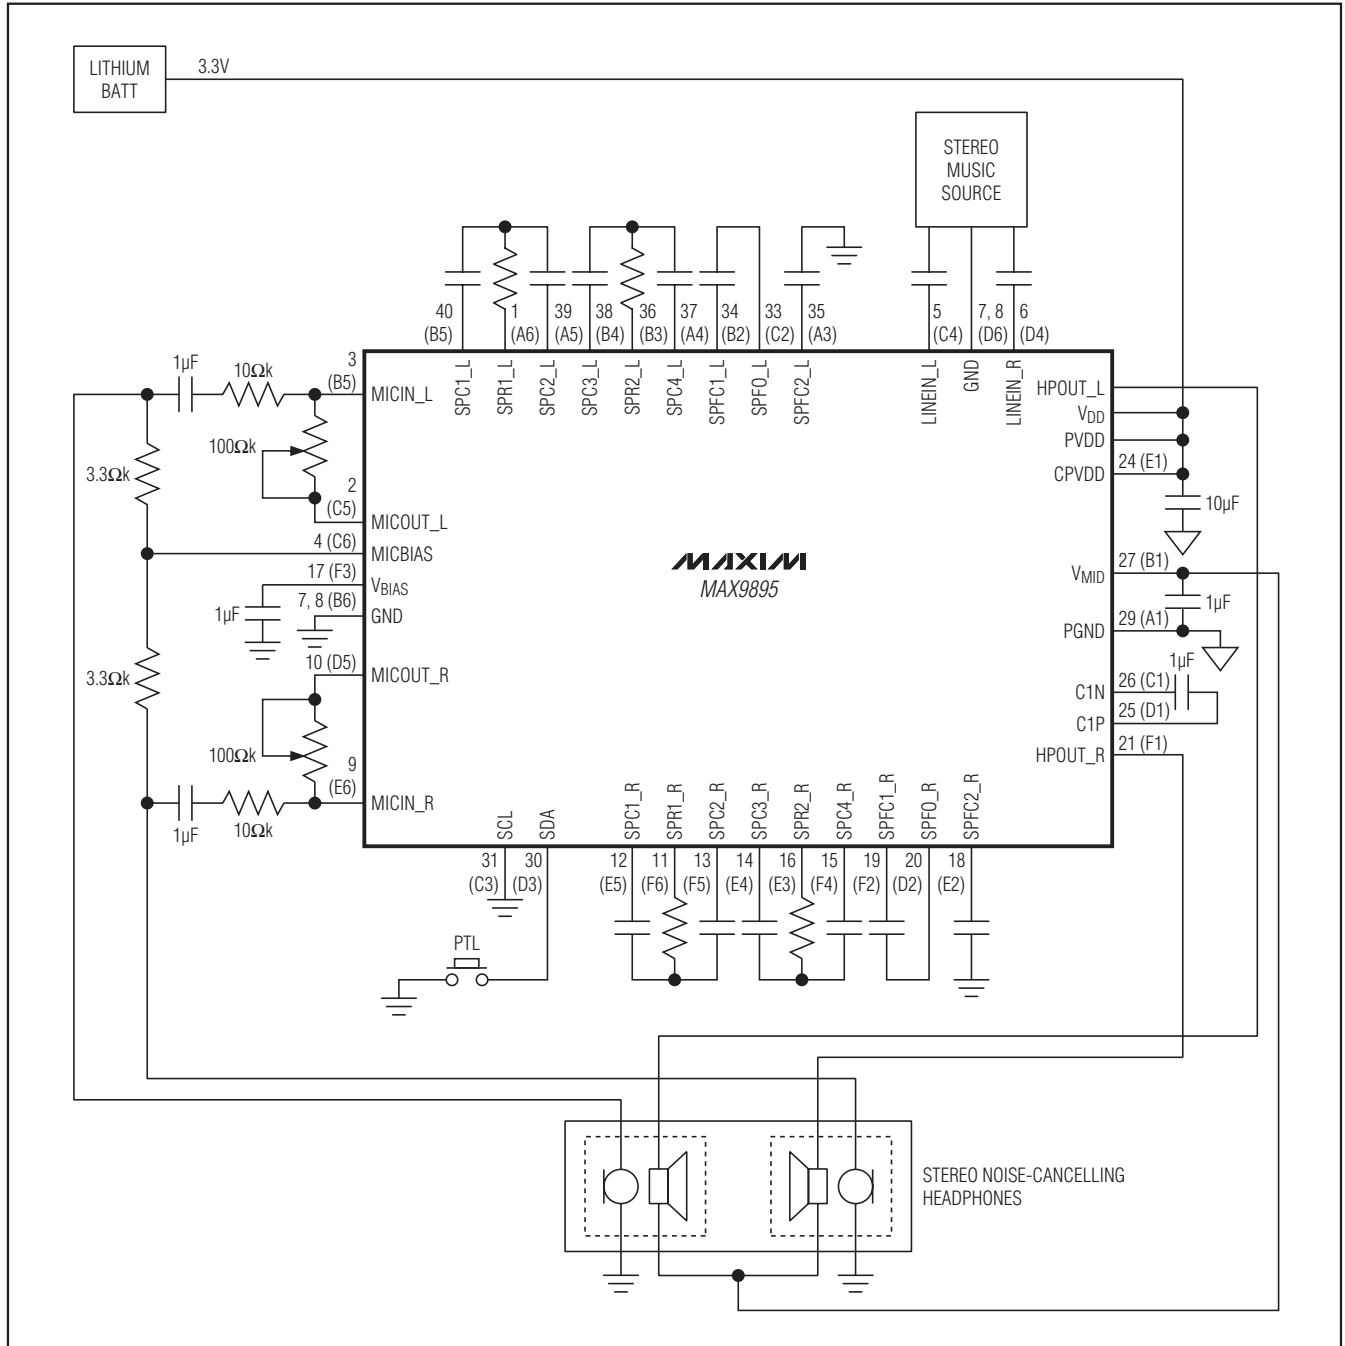 LITHIUM
BATT
3.3V
STEREO
MUSIC
SOURCE
40
(B5)
1
(A6)
39
(A5)
38
(B4)
36
(B3)
37
(A4)
34
(B2)
33
(C2)
35
(A3)
5
(C4)
7, 8
(D6)
6
(D4)
SPC1_L
SPR1_L
SPC2_L
SPC3_L
SPR2_L
SPC4_L
SPFC1_L
SPFO_L
SPFC2_L
LINEIN_L
GND
LINEIN_R
1µF
10Ωk
3
(B5)
MICIN_L
100Ωk
3.3Ωk
2
(C5)
MICOUT_L
4 (C6)
MICBIAS
17 (F3)
VBIAS
1µF
7, 8 (B6)
GND
10 (D5)
MICOUT_R
3.3Ωk
100Ωk
9
(E6)
MICIN_R
1µF
10Ωk
MAXIM
MAX9895
HPOUT_L
VDD
PVDD
CPVDD
24 (E1)
10µF
VMID
27 (B1)
1µF
PGND
29 (A1)
1µF
C1N
26 (C1)
C1P
25 (D1)
HPOUT_R
21 (F1)
SCL
SDA
SPC1_R
SPR1_R
SPC2_R
SPC3_R
SPR2_R
SPC4_R
SPFC1_R
SPFO_R
SPFC2_R
31
(C3)
30
(D3)
12
(E5)
11
(F6)
13
(F5)
14
(E4)
16
(E3)
15
(F4)
19
(F2)
20
(D2)
18
(E2)
PTL
STEREO NOISE-CANCELLING
HEADPHONES